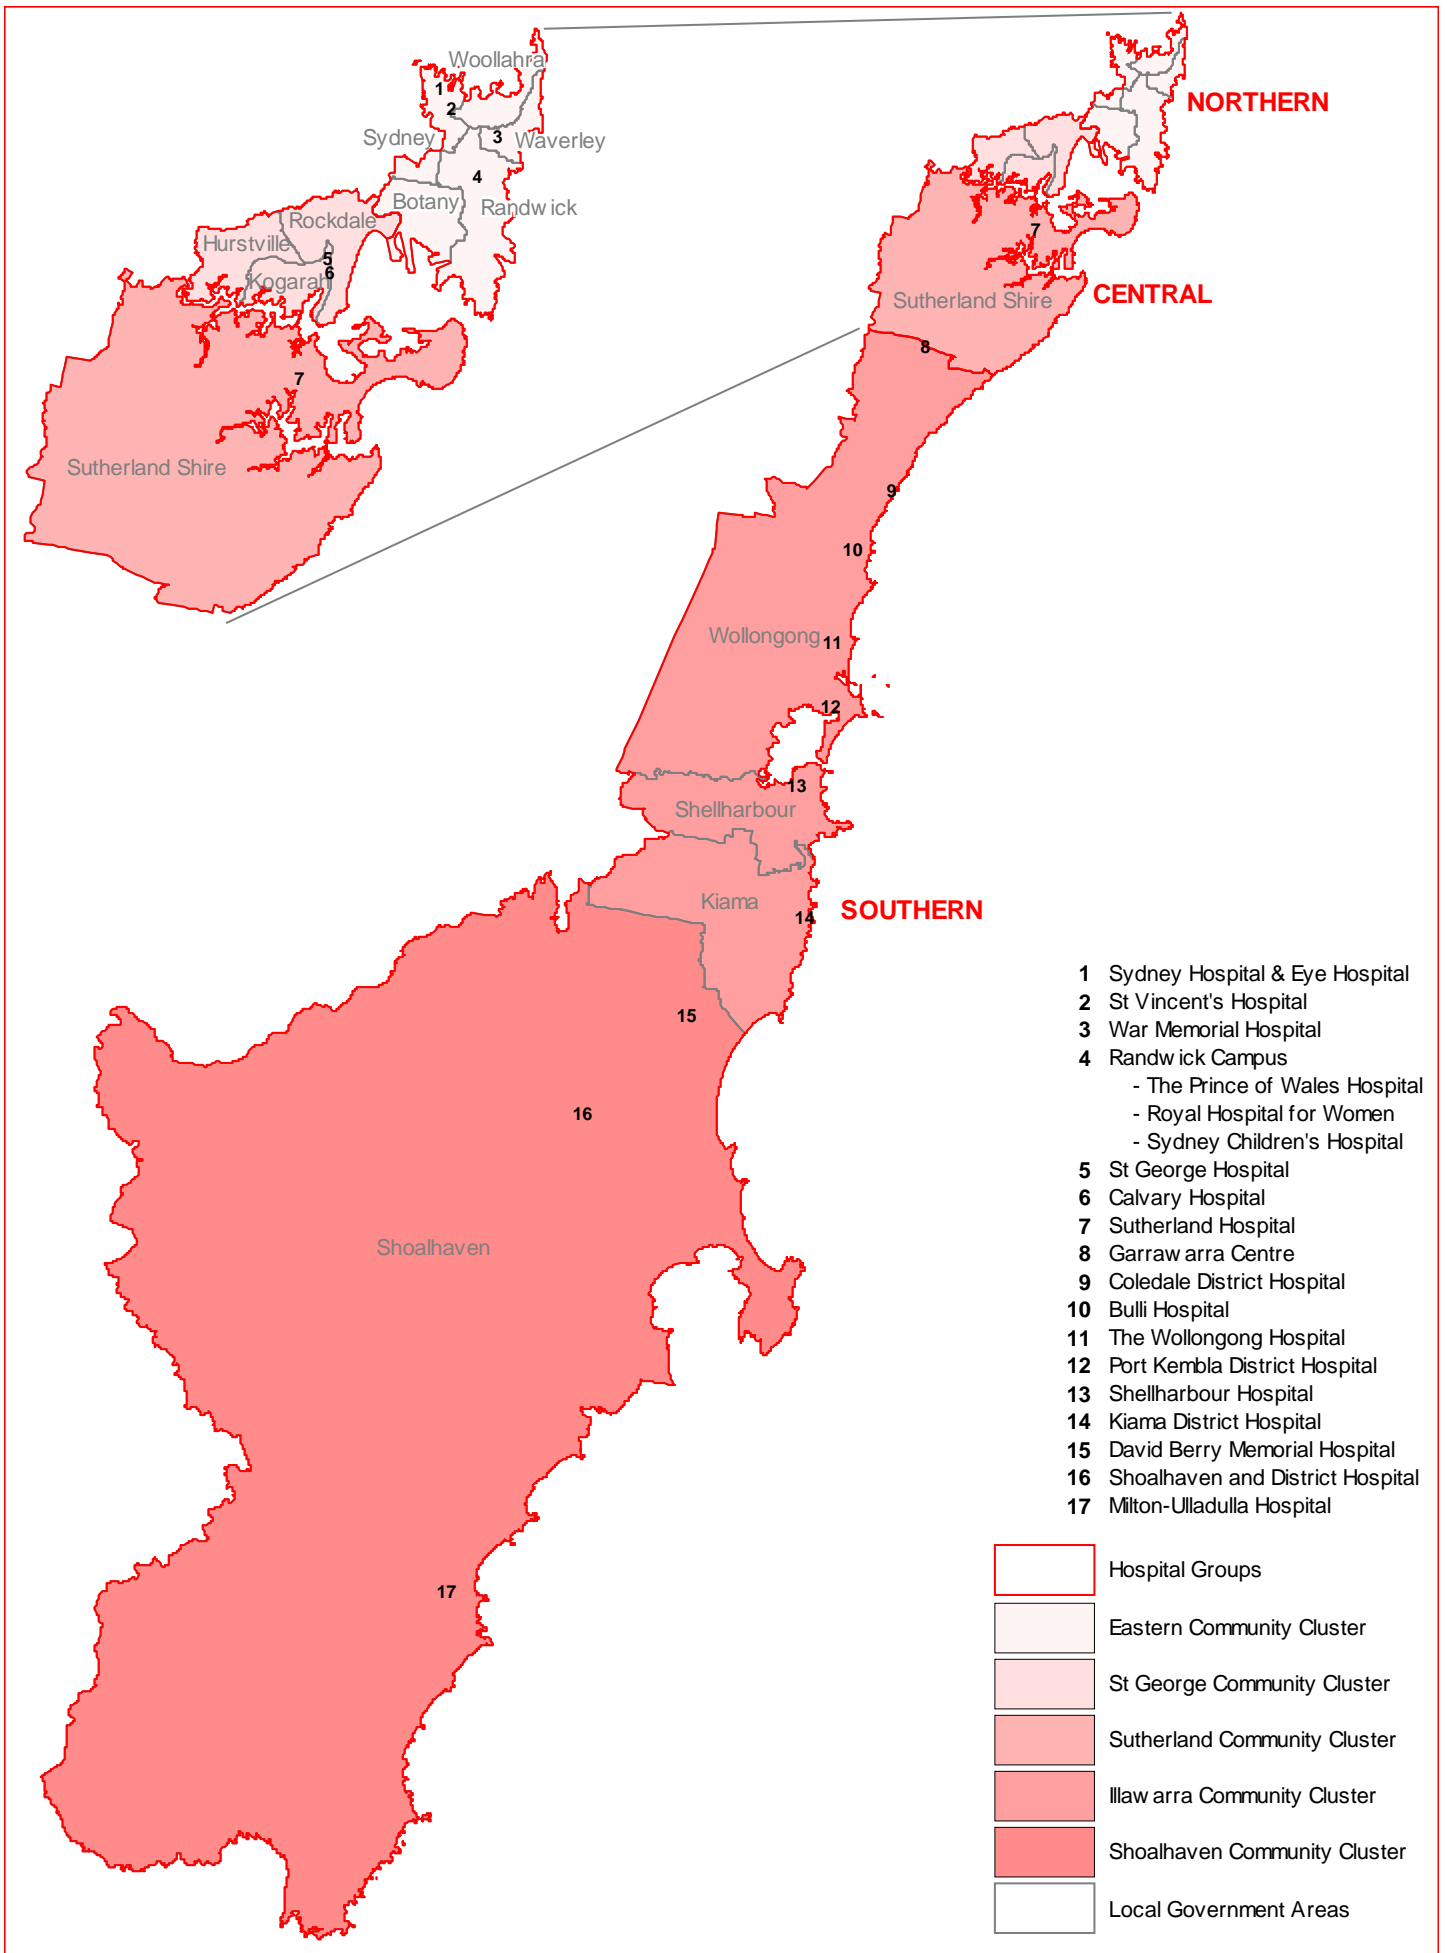 Woollahra
1
2
Sydney
3
Waverley
4
Botany
Randwick
Rockdale
Hurstville
5
6
Kogarah
7
Sutherland Shire
NORTHERN
7
Sutherland Shire
CENTRAL
8
9
10
Wollongong
11
12
13
Shellharbour
Kiama
14
SOUTHERN
15
16
Shoalhaven
17
1 Sydney Hospital & Eye Hospital
2 St Vincent's Hospital
3 War Memorial Hospital
4 Randwick Campus
- The Prince of Wales Hospital
- Royal Hospital for Women
- Sydney Children's Hospital
5 St George Hospital
6 Calvary Hospital
7 Sutherland Hospital
8 Garrawarra Centre
9 Coledale District Hospital
10 Bulli Hospital
11 The Wollongong Hospital
12 Port Kembla District Hospital
13 Shellharbour Hospital
14 Kiama District Hospital
15 David Berry Memorial Hospital
16 Shoalhaven and District Hospital
17 Milton-Ulladulla Hospital
Hospital Groups
Eastern Community Cluster
St George Community Cluster
Sutherland Community Cluster
Illawarra Community Cluster
Shoalhaven Community Cluster
Local Government Areas